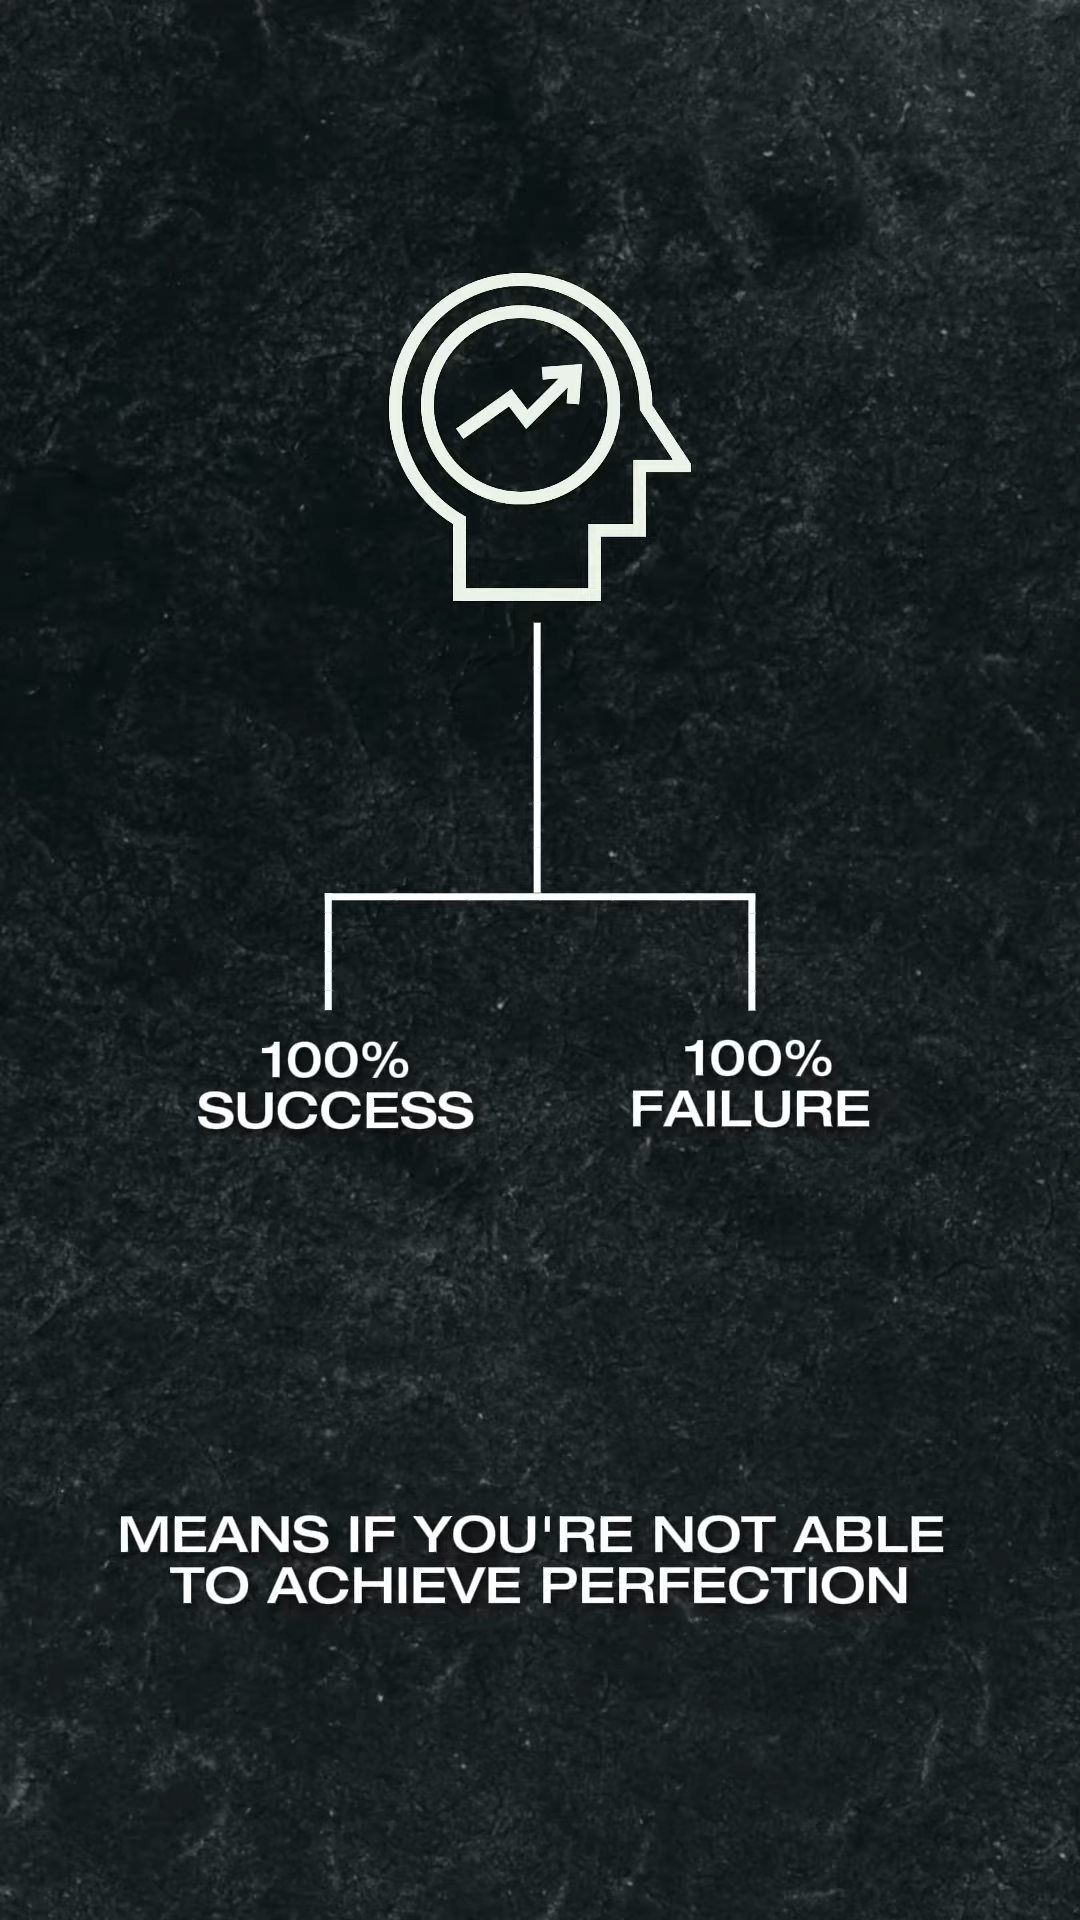 100%
SUCCESS
100%
FAILURE
MEANS IF YOU'RE NOT ABLE
TO ACHIEVE PERFECTION